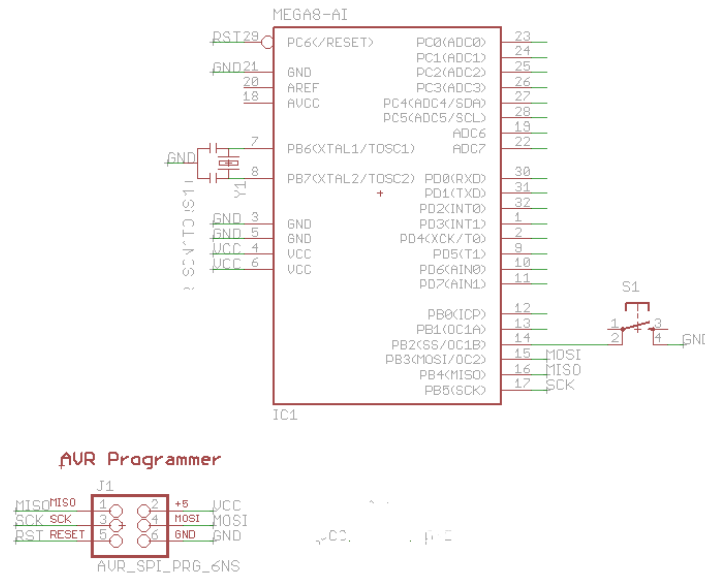 MEGA8-AI
RST 29 PC6(/RESET) PC0(ADC0) 23
PC1(ADC1) 24
GND 21 GND PC2(ADC2) 25
20 AREF PC3(ADC3) 26
18 AVCC PC4(ADC4/SDA) 27
PC5(ADC5/SCL) 28
ADC6 19
7 PB6(XTAL1/TOSC1) ADC7 22
GND
8 PB7(XTAL2/TOSC2) PD0(RXD) 30
Y1
PD1(TXD) 31
PD2(INT0) 32
GND 3 GND PD3(INT1) 1
GND 5 GND PD4(XCK/T0) 2
VCC 4 VCC PD5(T1) 9
VCC 6 VCC PD6(AIN0) 10
PD7(AIN1) 11
S1
PB0(ICP) 12
PB1(OC1A) 13 1 3
PB2(SS/OC1B) 14 2 4 GND
PB3(MOSI/OC2) 15 MOSI
PB4(MISO) 16 MISO
PB5(SCK) 17 SCK
IC1
AVR Programmer
J1
MISO MISO 1 2 +5 VCC
SCK SCK 3 4 MOSI MOSI
RST RESET 5 6 GND GND
AVR_SPI_PRG_6NS